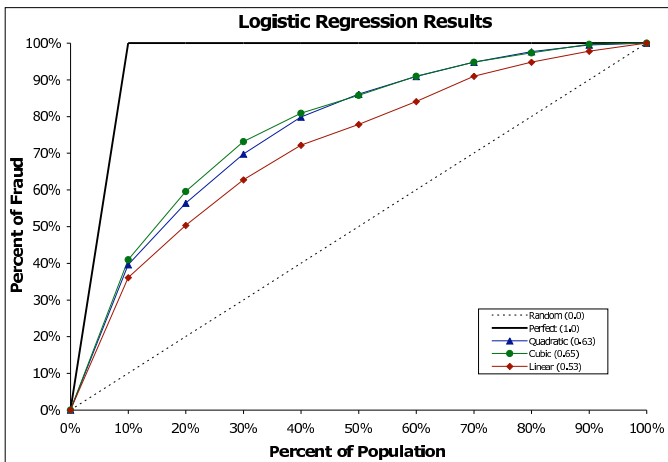 Logistic Regression Results
100%
90%
80%
70%
60%
50%
40%
30%
20%
10%
0%
Percent of Fraud
Random (0.0)
Perfect (1.0)
Quadratic (0.63)
Cubic (0.65)
Linear (0.53)
0% 10% 20% 30% 40% 50% 60% 70% 80% 90% 100%
Percent of Population